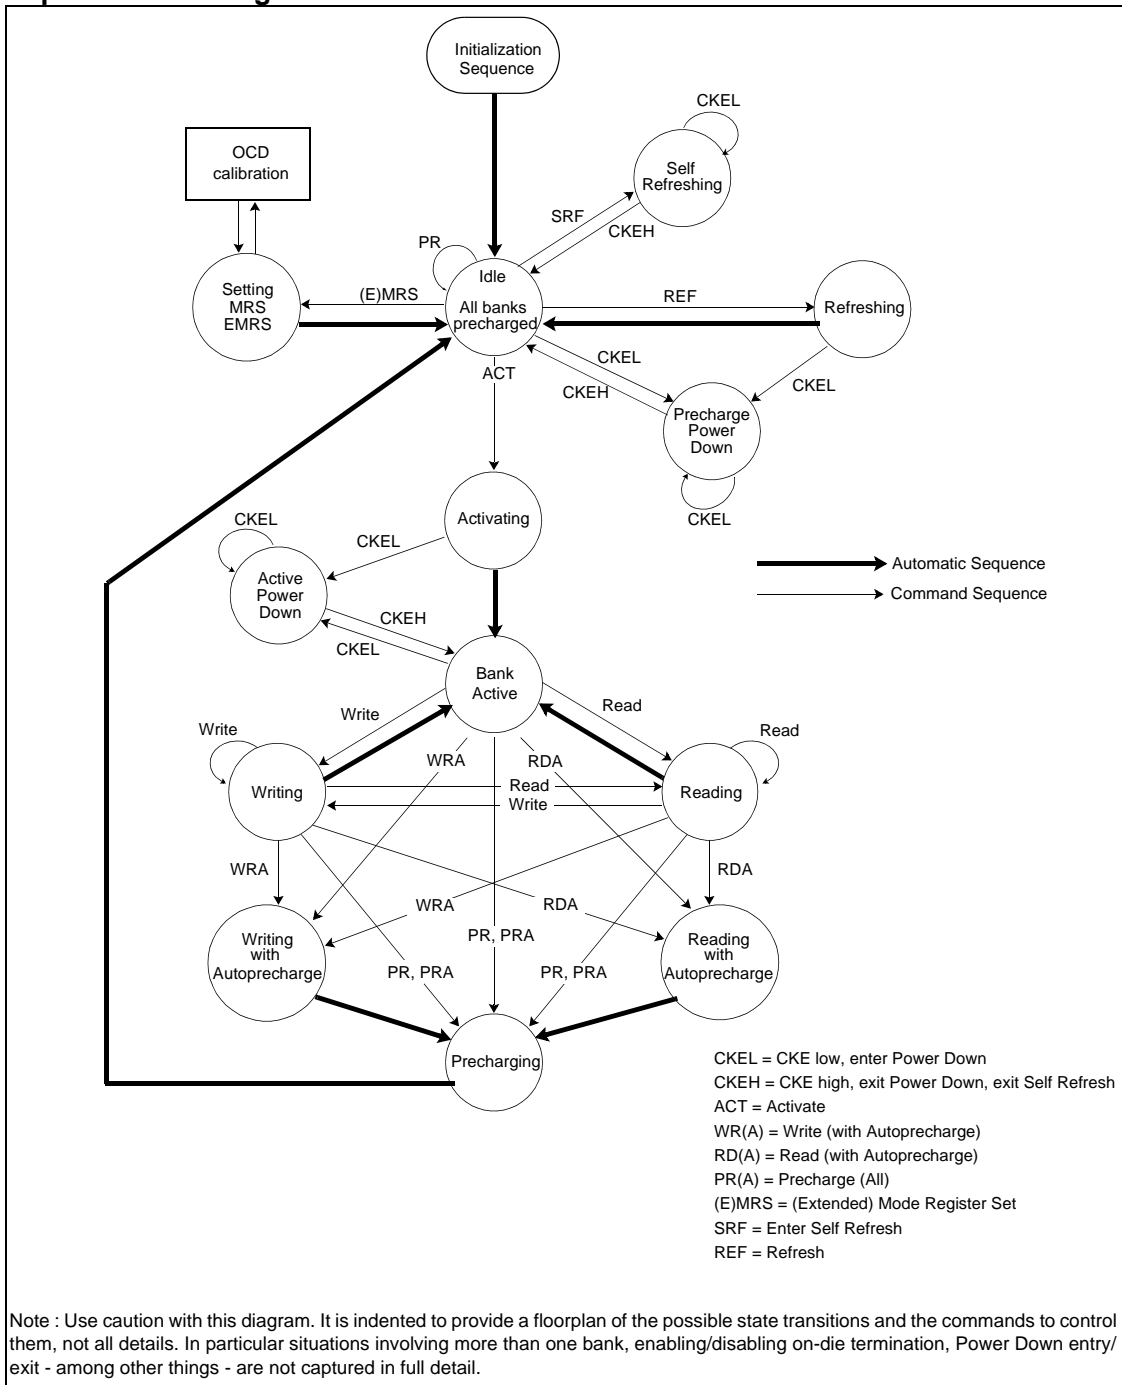 Initialization
Sequence
CKEL
OCD
calibration
Self
Refreshing
SRF
CKEH
PR
Idle
Setting
MRS
EMRS
(E)MRS
All banks
precharged
REF
Refreshing
CKEL
CKEH
ACT
CKEL
Precharge
Power
Down
CKEL
Activating
CKEL
CKEL
Active
Power
Down
Automatic Sequence
Command Sequence
CKEH
CKEL
Bank
Active
Write
Read
Write
Read
WRA
RDA
Writing
Read
Write
Reading
WRA
RDA
WRA
RDA
Writing
with
Autoprecharge
PR, PRA
Reading
with
Autoprecharge
PR, PRA
PR, PRA
Precharging
CKEL = CKE low, enter Power Down
CKEH = CKE high, exit Power Down, exit Self Refresh
ACT = Activate
WR(A) = Write (with Autoprecharge)
RD(A) = Read (with Autoprecharge)
PR(A) = Precharge (All)
(E)MRS = (Extended) Mode Register Set
SRF = Enter Self Refresh
REF = Refresh
Note : Use caution with this diagram. It is indented to provide a floorplan of the possible state transitions and the commands to control
them, not all details. In particular situations involving more than one bank, enabling/disabling on-die termination, Power Down entry/
exit - among other things - are not captured in full detail.